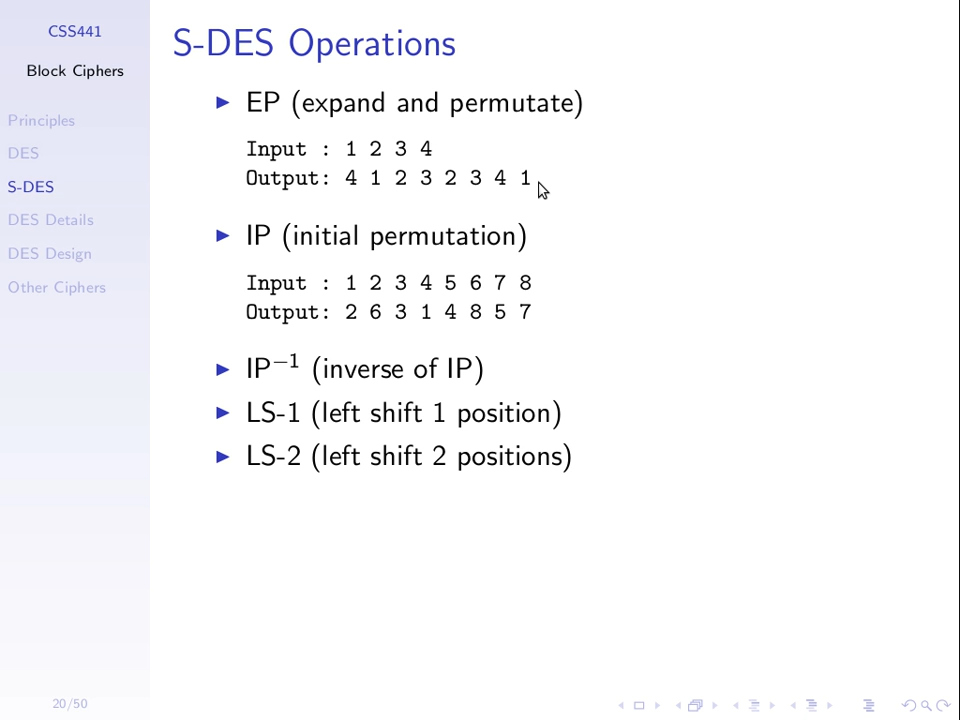 CSS441
Block Ciphers
Principles
DES
S-DES
DES Details
DES Design
Other Ciphers
20/50
S-DES Operations
▶ EP (expand and permutate)
Input : 1 2 3 4
Output: 4 1 2 3 2 3 4 1
▶ IP (initial permutation)
Input : 1 2 3 4 5 6 7 8
Output: 2 6 3 1 4 8 5 7
▶ IP⁻¹ (inverse of IP)
▶ LS-1 (left shift 1 position)
▶ LS-2 (left shift 2 positions)